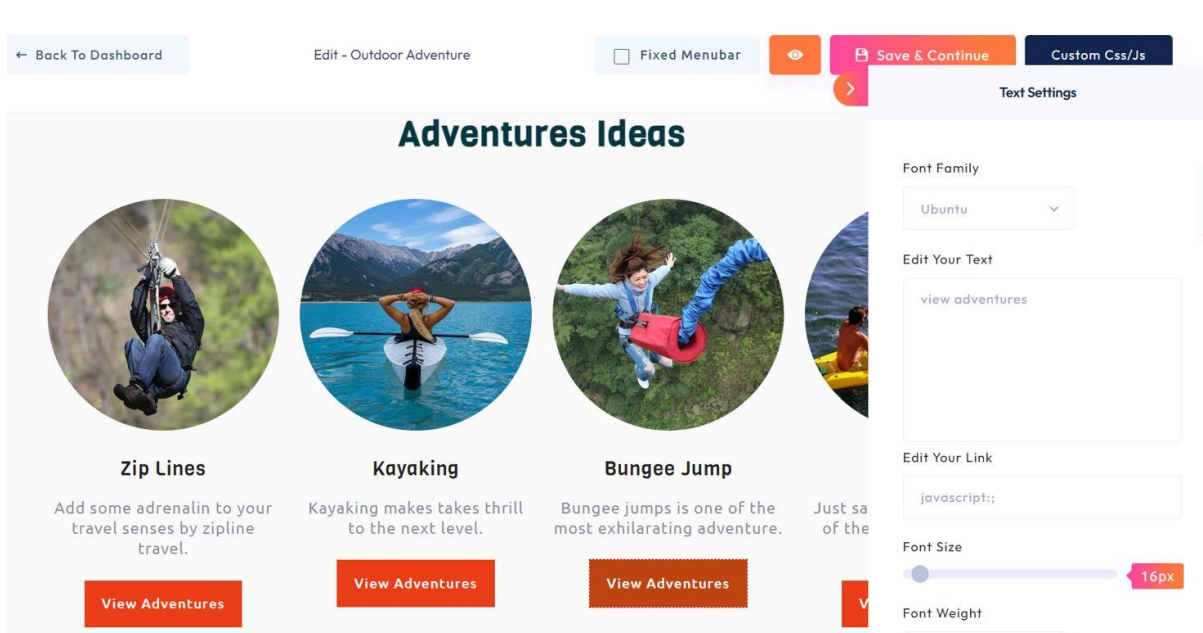 ← Back To Dashboard
Edit - Outdoor Adventure
Fixed Menubar
Save & Continue
Custom Css/Js
Text Settings
Adventures Ideas
Font Family
Ubuntu
Edit Your Text
view adventures
Edit Your Link
javascript:;
Font Size
16px
Font Weight
Zip Lines
Add some adrenalin to your
travel senses by zipline
travel.
View Adventures
Kayaking
Kayaking makes takes thrill
to the next level.
View Adventures
Bungee Jump
Bungee jumps is one of the
most exhilarating adventure.
View Adventures
Just sa
of the
V